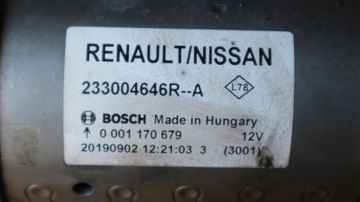 RENAULT/NISSAN
233004646R--A L78
BOSCH Made in Hungary
↑ 0 001 170 679 12V
20190902 12:21:03 3 (3001)